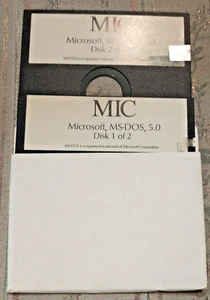 MIC
Microsoft, MS-DOS, 5.0
Disk 2
MIC
Microsoft, MS-DOS, 5.0
Disk 1 of 2
MS-DOS is a registered trademark of Microsoft Corporation